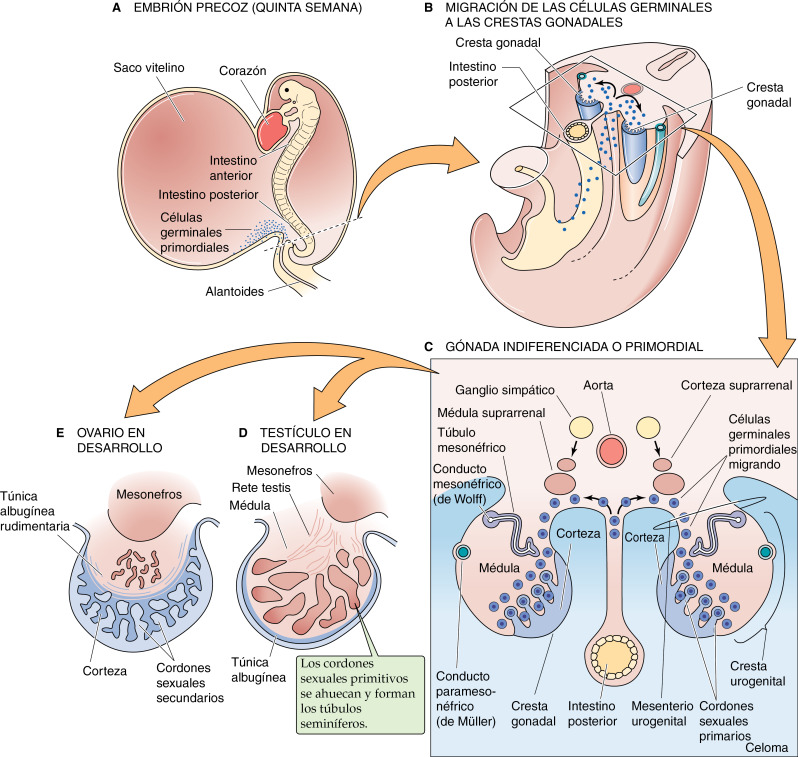 A EMBRIÓN PRECOZ (QUINTA SEMANA)
Saco vitelino
Corazón
Intestino
anterior
Intestino posterior
Células
germinales
primordiales
Alantoides
B MIGRACIÓN DE LAS CÉLULAS GERMINALES
A LAS CRESTAS GONADALES
Cresta gonadal
Intestino
posterior
Cresta
gonadal
C GÓNADA INDIFERENCIADA O PRIMORDIAL
Ganglio simpático
Aorta
Corteza suprarrenal
Médula suprarrenal
Túbulo
mesonéfrico
Conducto
mesonéfrico
(de Wolff)
Células
germinales
primordiales
migrando
Corteza
Corteza
Médula
Médula
Conducto
parameso-
néfrico
(de Müller)
Cresta
gonadal
Intestino
posterior
Mesenterio
urogenital
Cordones
sexuales
primarios
Cresta
urogenital
Celoma
E OVARIO EN
DESARROLLO
Mesonefros
Túnica
albugínea
rudimentaria
Corteza
Cordones
sexuales
secundarios
D TESTÍCULO EN
DESARROLLO
Mesonefros
Rete testis
Médula
Túnica
albugínea
Los cordones
sexuales primitivos
se ahuecan y forman
los túbulos
seminíferos.